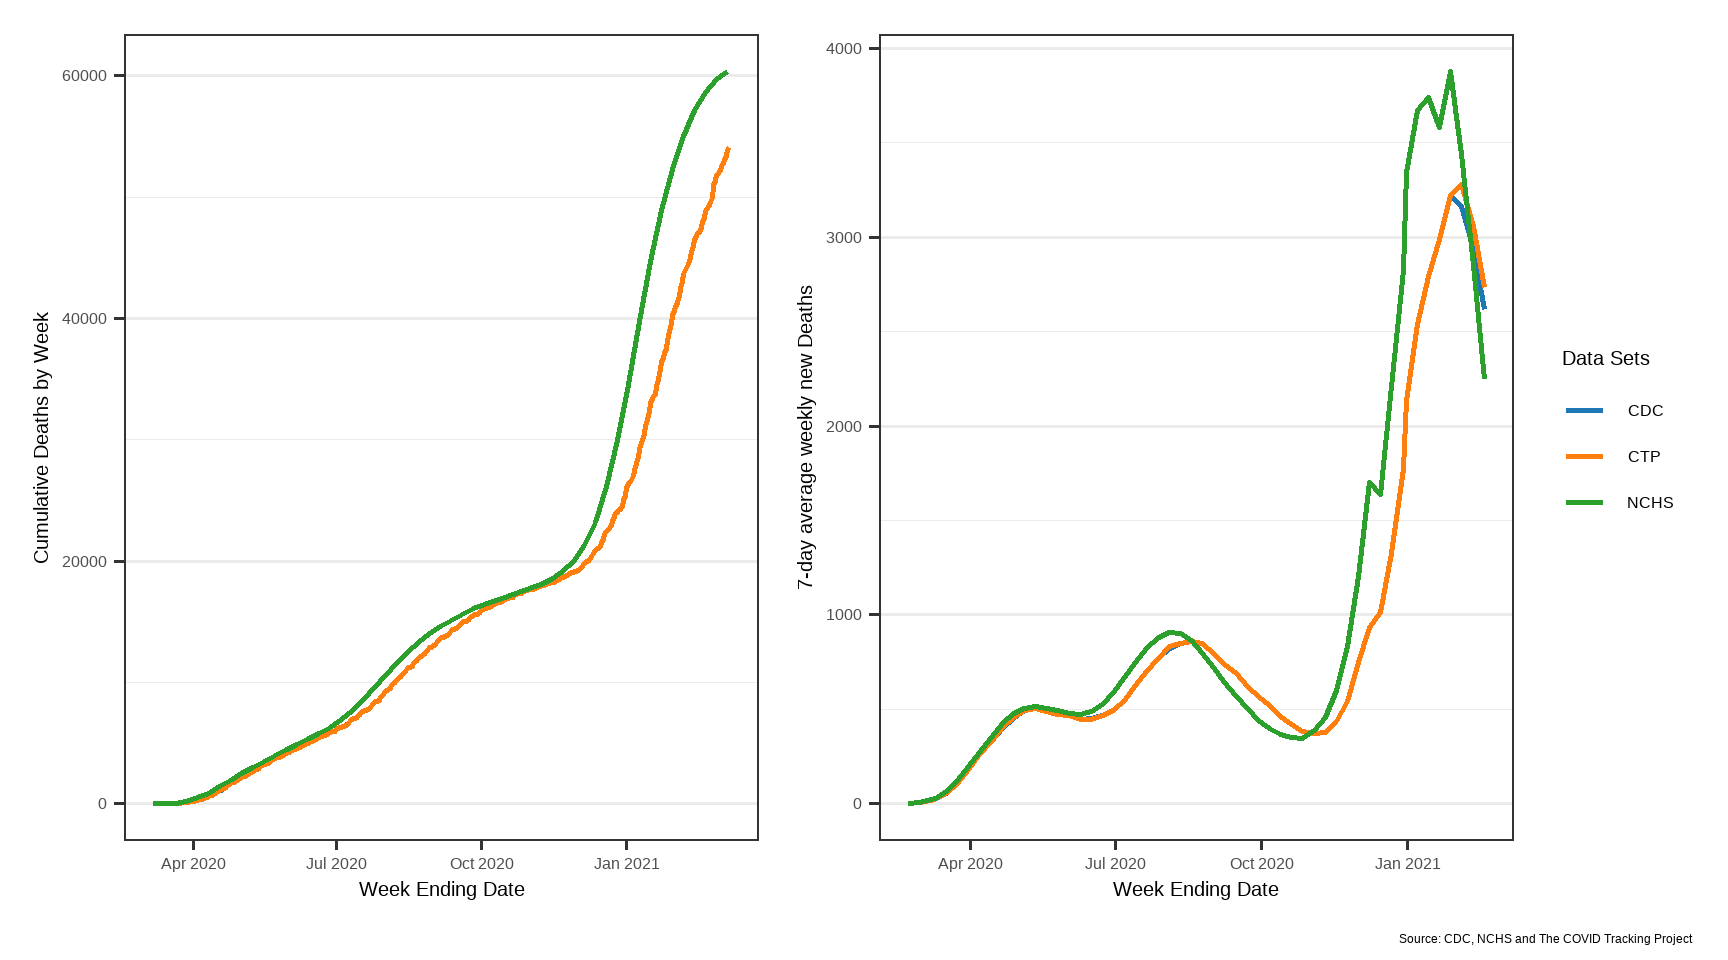 Cumulative Deaths by Week
60000
40000
20000
0
Apr 2020
Jul 2020
Oct 2020
Jan 2021
Week Ending Date
7-day average weekly new Deaths
4000
3000
2000
1000
0
Apr 2020
Jul 2020
Oct 2020
Jan 2021
Week Ending Date
Data Sets
CDC
CTP
NCHS
Source: CDC, NCHS and The COVID Tracking Project